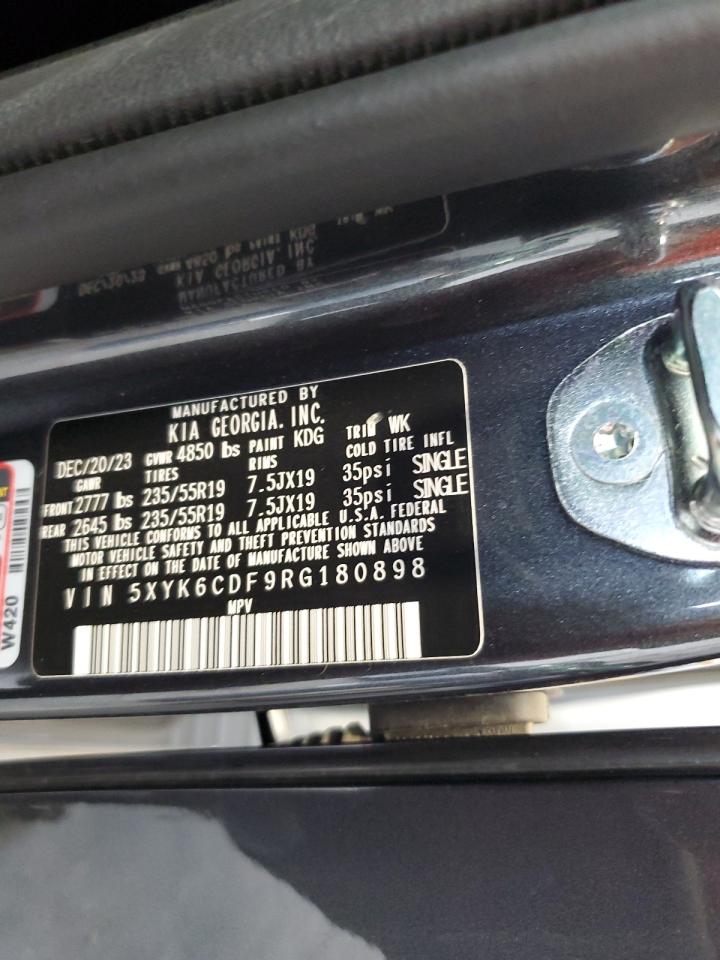 MANUFACTURED BY
KIA GEORGIA. INC.
DEC/20/23 GVWR 4850 lbs PAINT KDG TRIM WK
GAWR TIRES RIMS COLD TIRE INFL
FRONT 2777 lbs 235/55R19 7.5JX19 35psi SINGLE
REAR 2645 lbs 235/55R19 7.5JX19 35psi SINGLE
THIS VEHICLE CONFORMS TO ALL APPLICABLE U.S.A. FEDERAL
MOTOR VEHICLE SAFETY AND THEFT PREVENTION STANDARDS
IN EFFECT ON THE DATE OF MANUFACTURE SHOWN ABOVE
VIN 5XYK6CDF9RG180898
MPV
W420